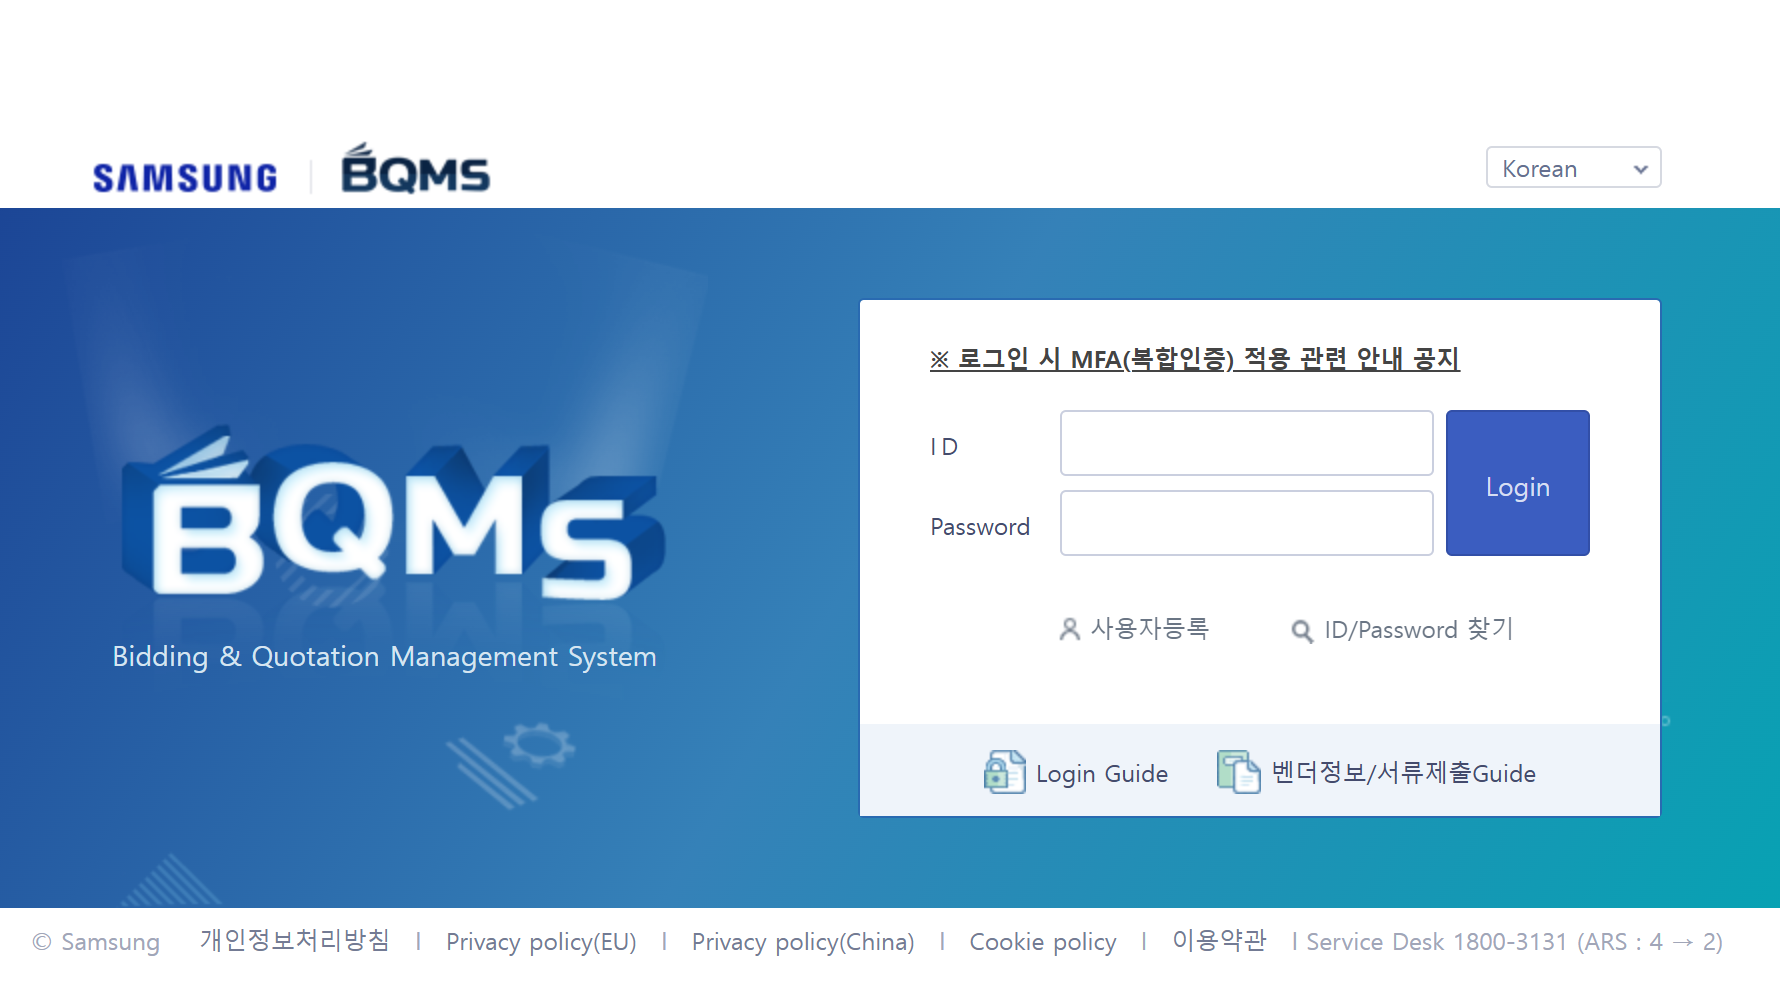 SAMSUNG | BQMS
Korean
※ 로그인 시 MFA(복합인증) 적용 관련 안내 공지
ID
Password
Login
사용자등록
ID/Password 찾기
BQMS
Bidding & Quotation Management System
Login Guide
벤더정보/서류제출Guide
© Samsung 개인정보처리방침 l Privacy policy(EU) l Privacy policy(China) l Cookie policy l 이용약관 l Service Desk 1800-3131 (ARS : 4 → 2)